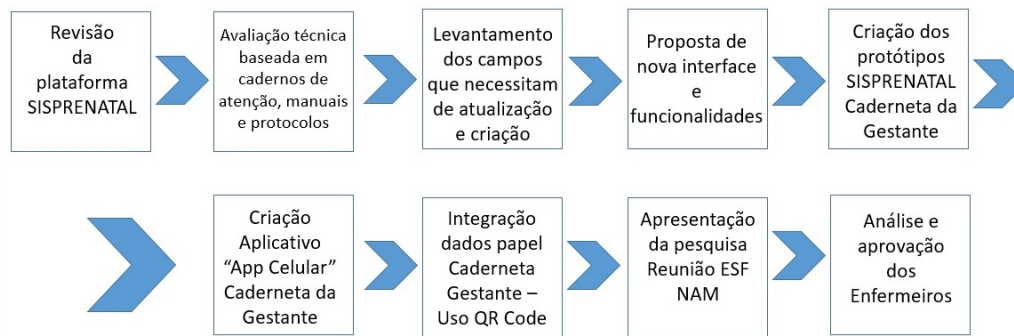 Revisão
da
plataforma
SISPRENATAL
Avaliação técnica
baseada em
cadernos de
atenção, manuais
e protocolos
Levantamento
dos campos
que necessitam
de atualização
e criação
Proposta de
nova interface
e
funcionalidades
Criação dos
protótipos
SISPRENATAL
Caderneta da
Gestante
Criação
Aplicativo
“App Celular”
Caderneta da
Gestante
Integração
dados papel
Caderneta
Gestante –
Uso QR Code
Apresentação
da pesquisa
Reunião ESF
NAM
Análise e
aprovação
dos
Enfermeiros